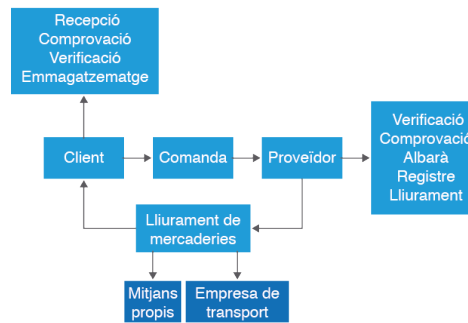 Recepció
Comprovació
Verificació
Emmagatzematge
Client
Comanda
Proveïdor
Verificació
Comprovació
Albarà
Registre
Lliurament
Lliurament de
mercaderies
Mitjans
propis
Empresa de
transport